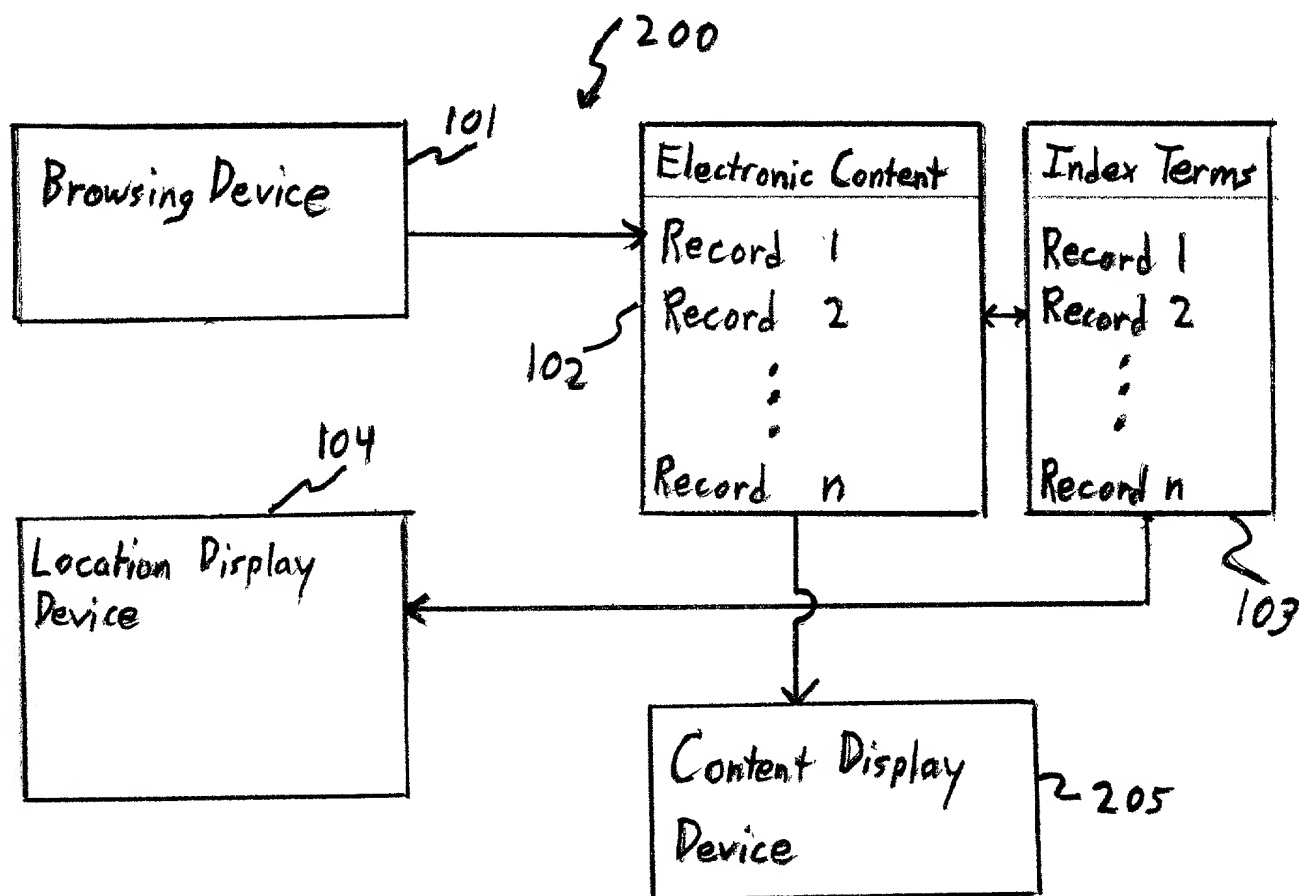 200
101
Browsing Device
Electronic Content
Record 1
Record 2
Record n
102
Index Terms
Record 1
Record 2
Record n
103
104
Location Display
Device
Content Display
Device
205